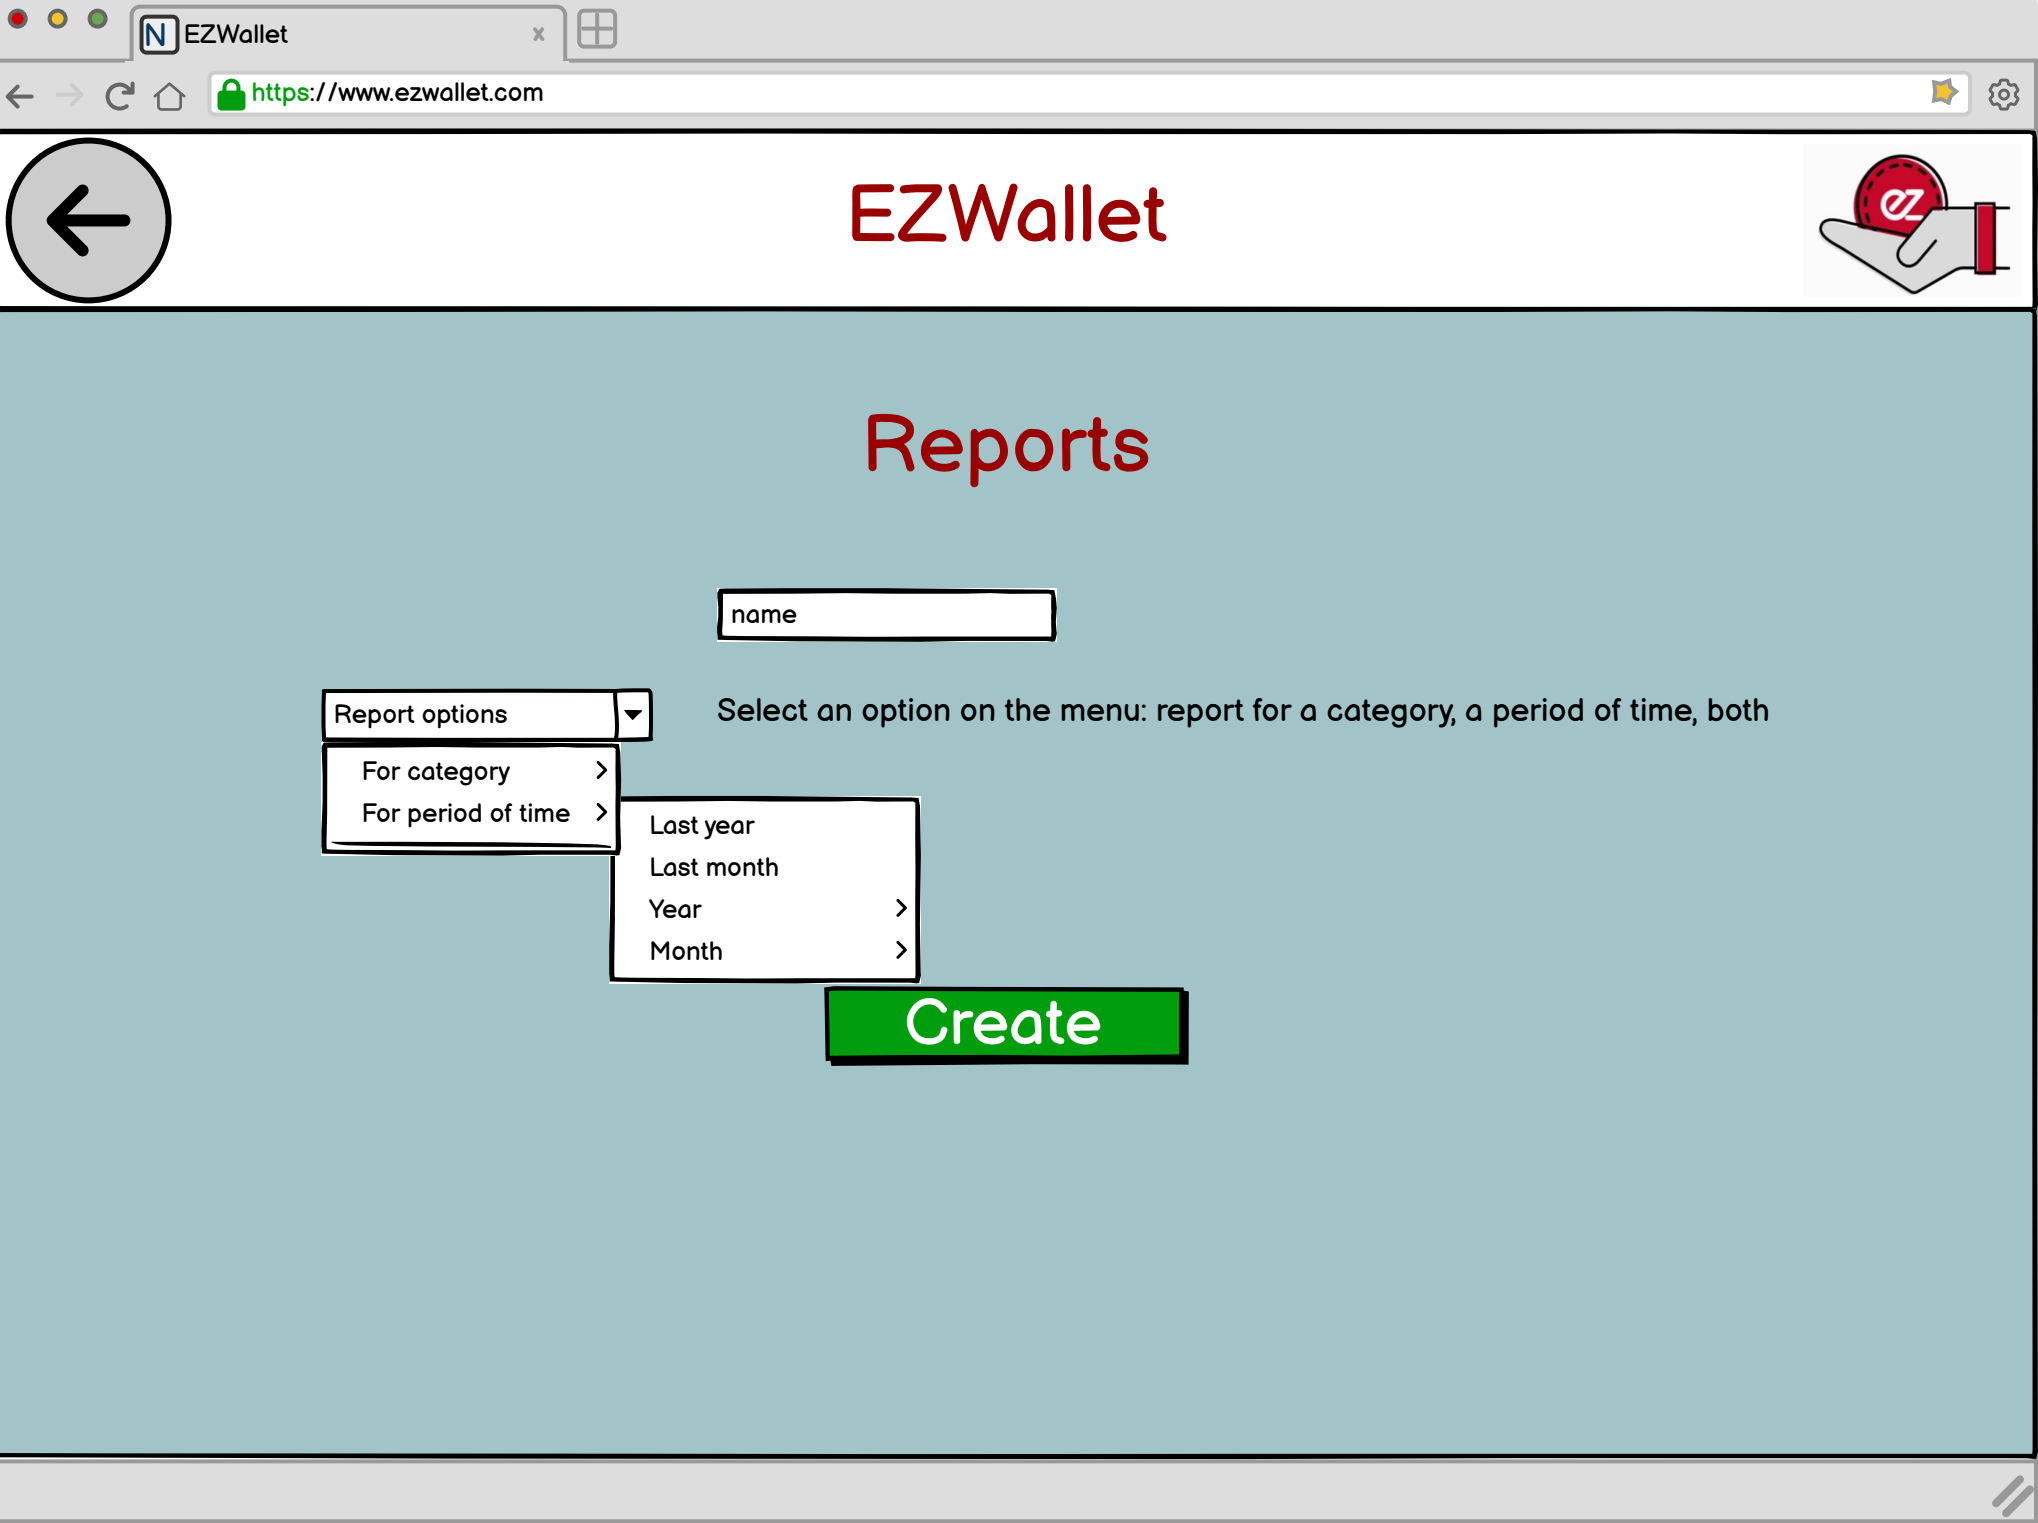 N EZWallet x
https://www.ezwallet.com
EZWallet
ez
Reports
name
Report options
Select an option on the menu: report for a category, a period of time, both
For category
For period of time
Last year
Last month
Year
Month
Create